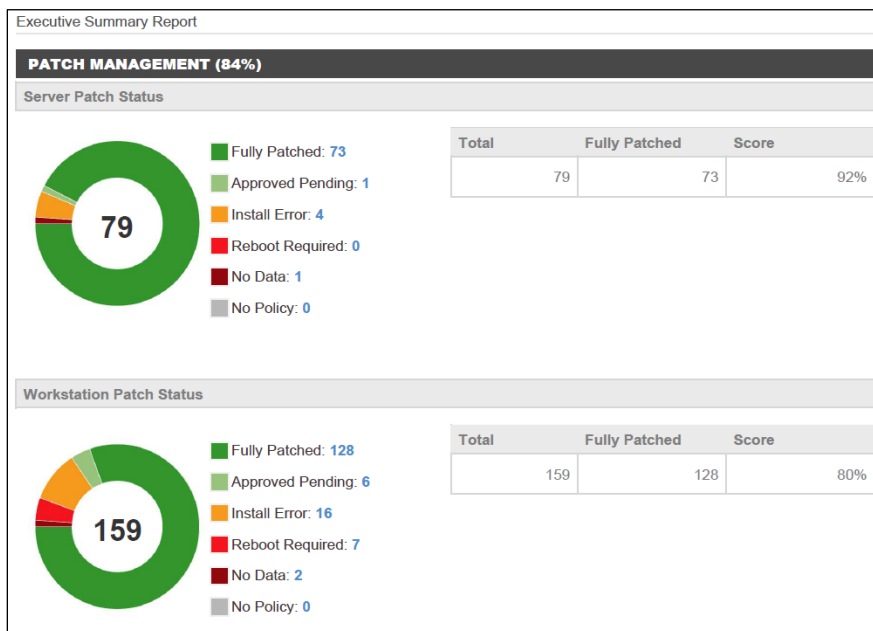 Executive Summary Report
PATCH MANAGEMENT (84%)
Server Patch Status
79
Fully Patched: 73
Approved Pending: 1
Install Error: 4
Reboot Required: 0
No Data: 1
No Policy: 0
Total Fully Patched Score
79 73 92%
Workstation Patch Status
159
Fully Patched: 128
Approved Pending: 6
Install Error: 16
Reboot Required: 7
No Data: 2
No Policy: 0
Total Fully Patched Score
159 128 80%